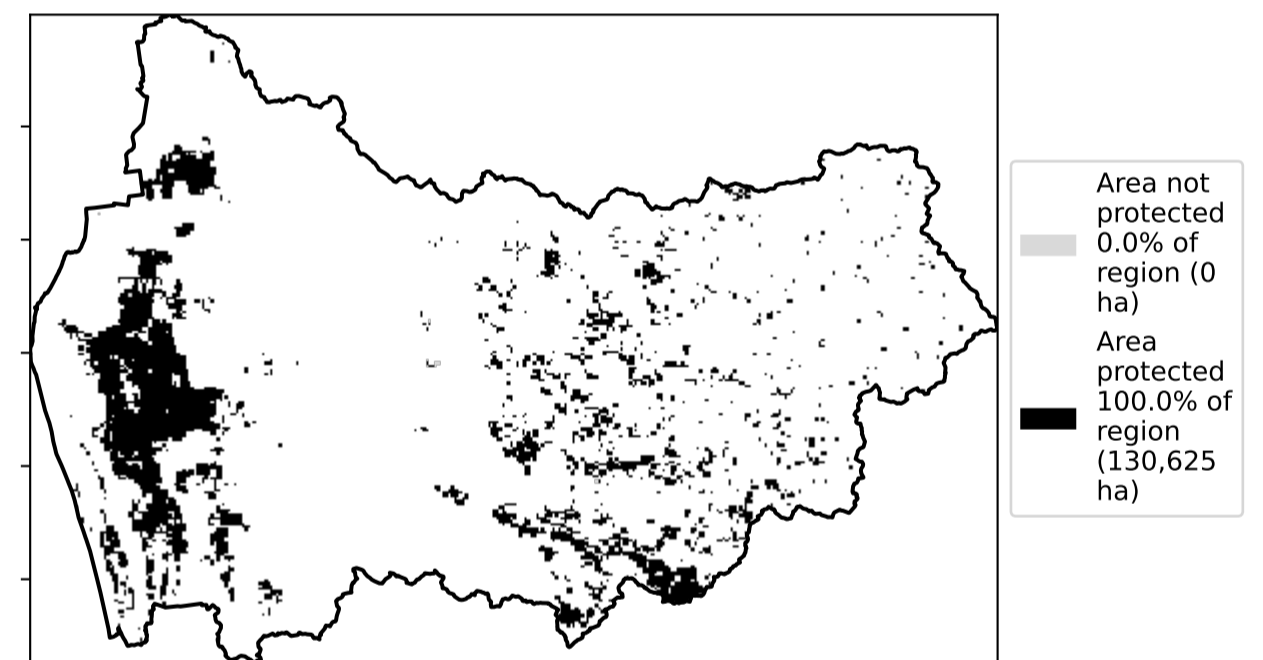 Area not
protected
0.0% of
region (0
ha)
Area
protected
100.0% of
region
(130,625
ha)